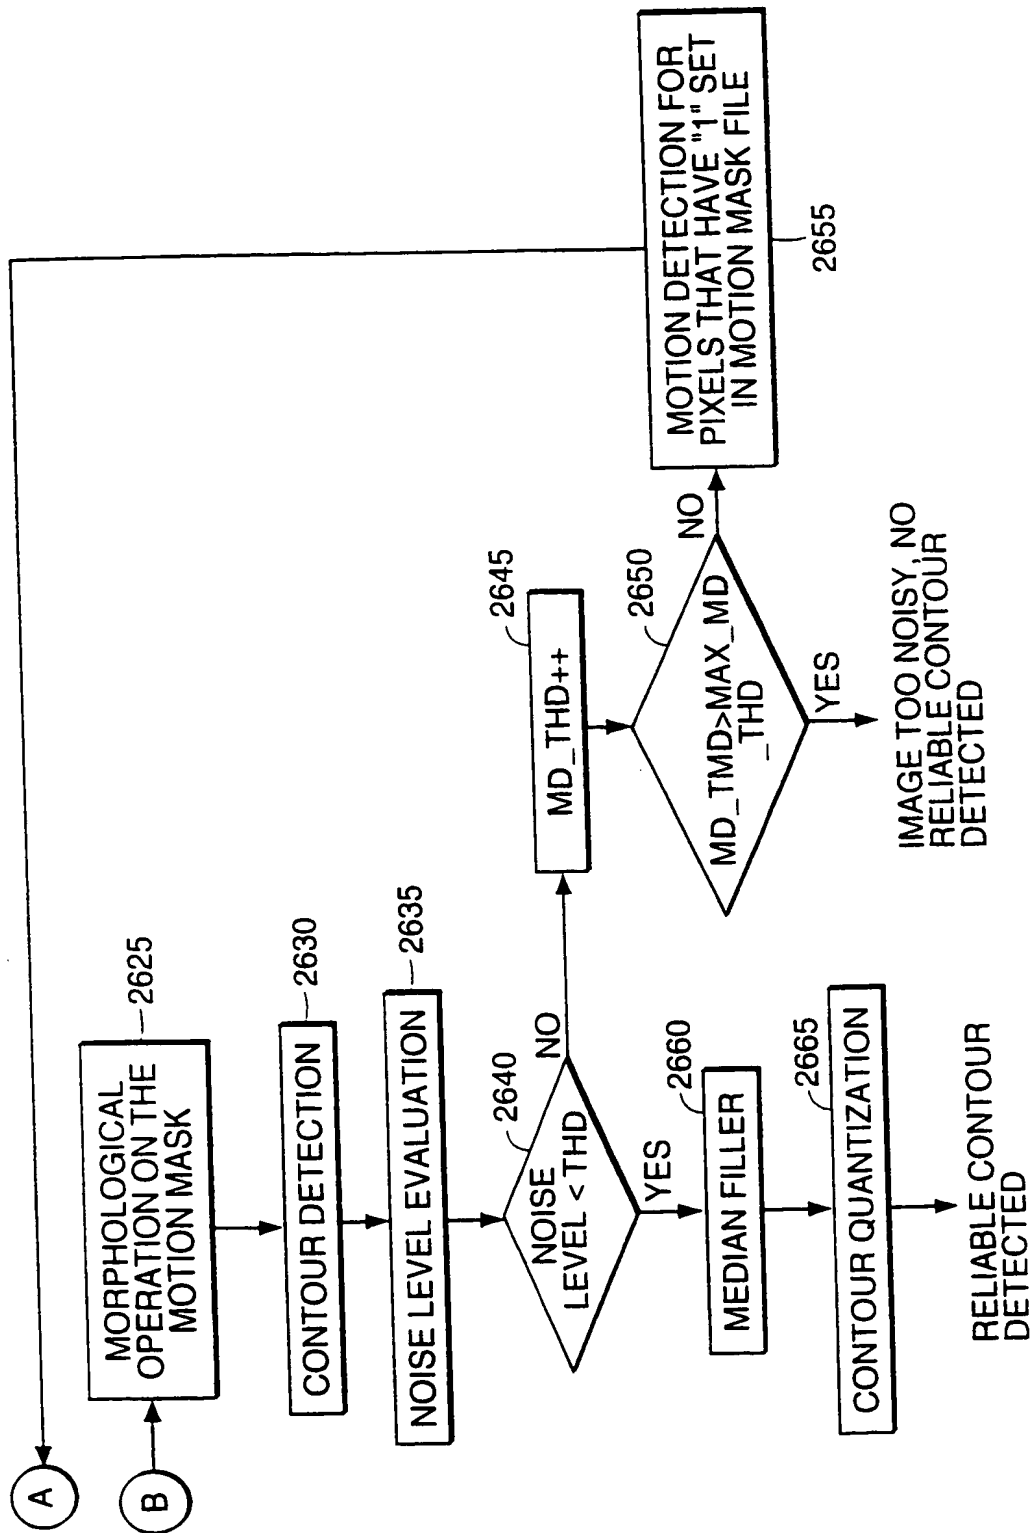 A
B
MORPHOLOGICAL
OPERATION ON THE
MOTION MASK
2625
CONTOUR DETECTION
2630
NOISE LEVEL EVALUATION
2635
NOISE
LEVEL < THD
2640
NO
YES
MD_THD++
2645
MD_TMD>MAX_MD
_THD
2650
NO
YES
IMAGE TOO NOISY, NO
RELIABLE CONTOUR
DETECTED
MOTION DETECTION FOR
PIXELS THAT HAVE "1" SET
IN MOTION MASK FILE
2655
MEDIAN FILLER
2660
CONTOUR QUANTIZATION
2665
RELIABLE CONTOUR
DETECTED